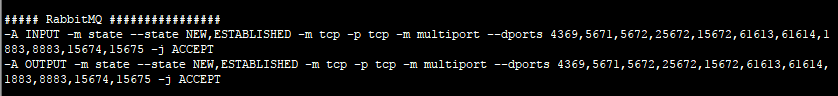 ##### RabbitMQ ################
-A INPUT -m state --state NEW,ESTABLISHED -m tcp -p tcp -m multiport --dports 4369,5671,5672,25672,15672,61613,61614,1
883,8883,15674,15675 -j ACCEPT
-A OUTPUT -m state --state NEW,ESTABLISHED -m tcp -p tcp -m multiport --dports 4369,5671,5672,25672,15672,61613,61614,
1883,8883,15674,15675 -j ACCEPT